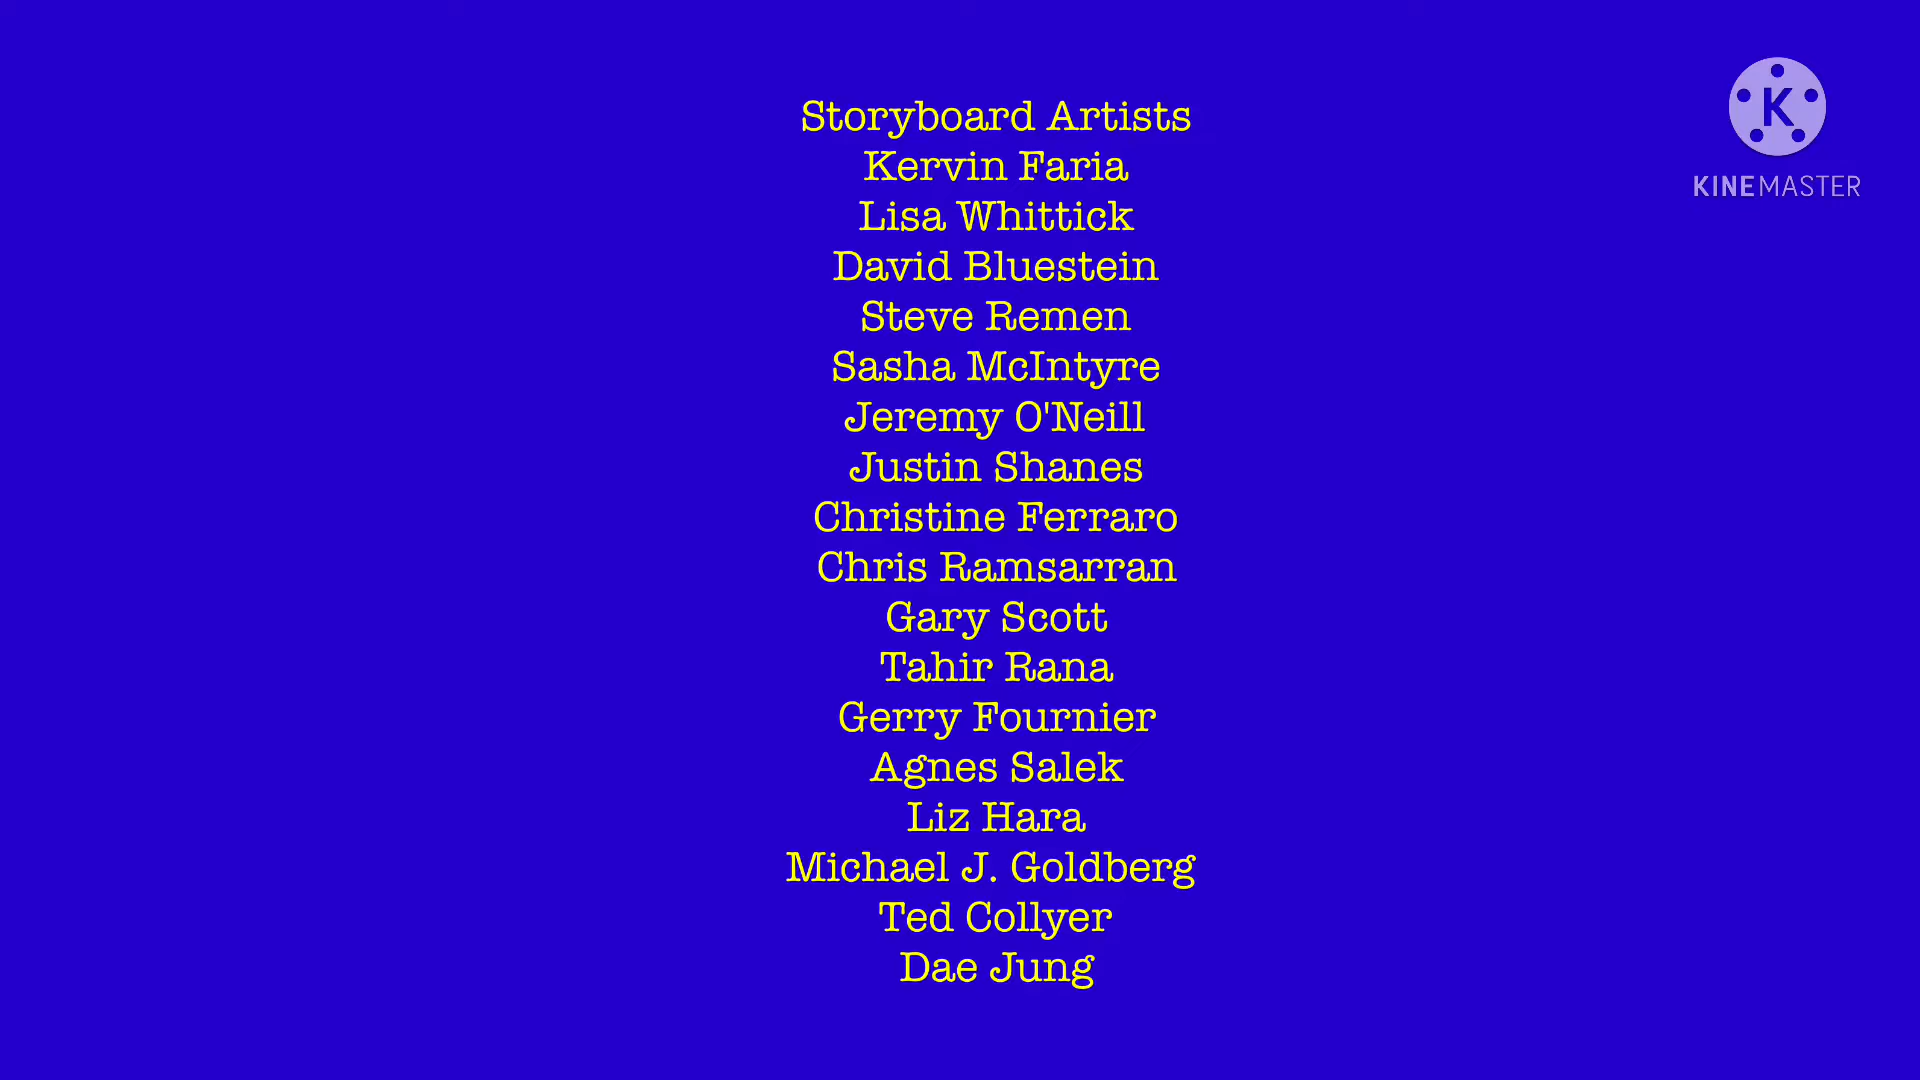 Storyboard Artists
Kervin Faria
Lisa Whittick
David Bluestein
Steve Remen
Sasha McIntyre
Jeremy O'Neill
Justin Shanes
Christine Ferraro
Chris Ramsarran
Gary Scott
Tahir Rana
Gerry Fournier
Agnes Salek
Liz Hara
Michael J. Goldberg
Ted Collyer
Dae Jung
K
KINEMASTER